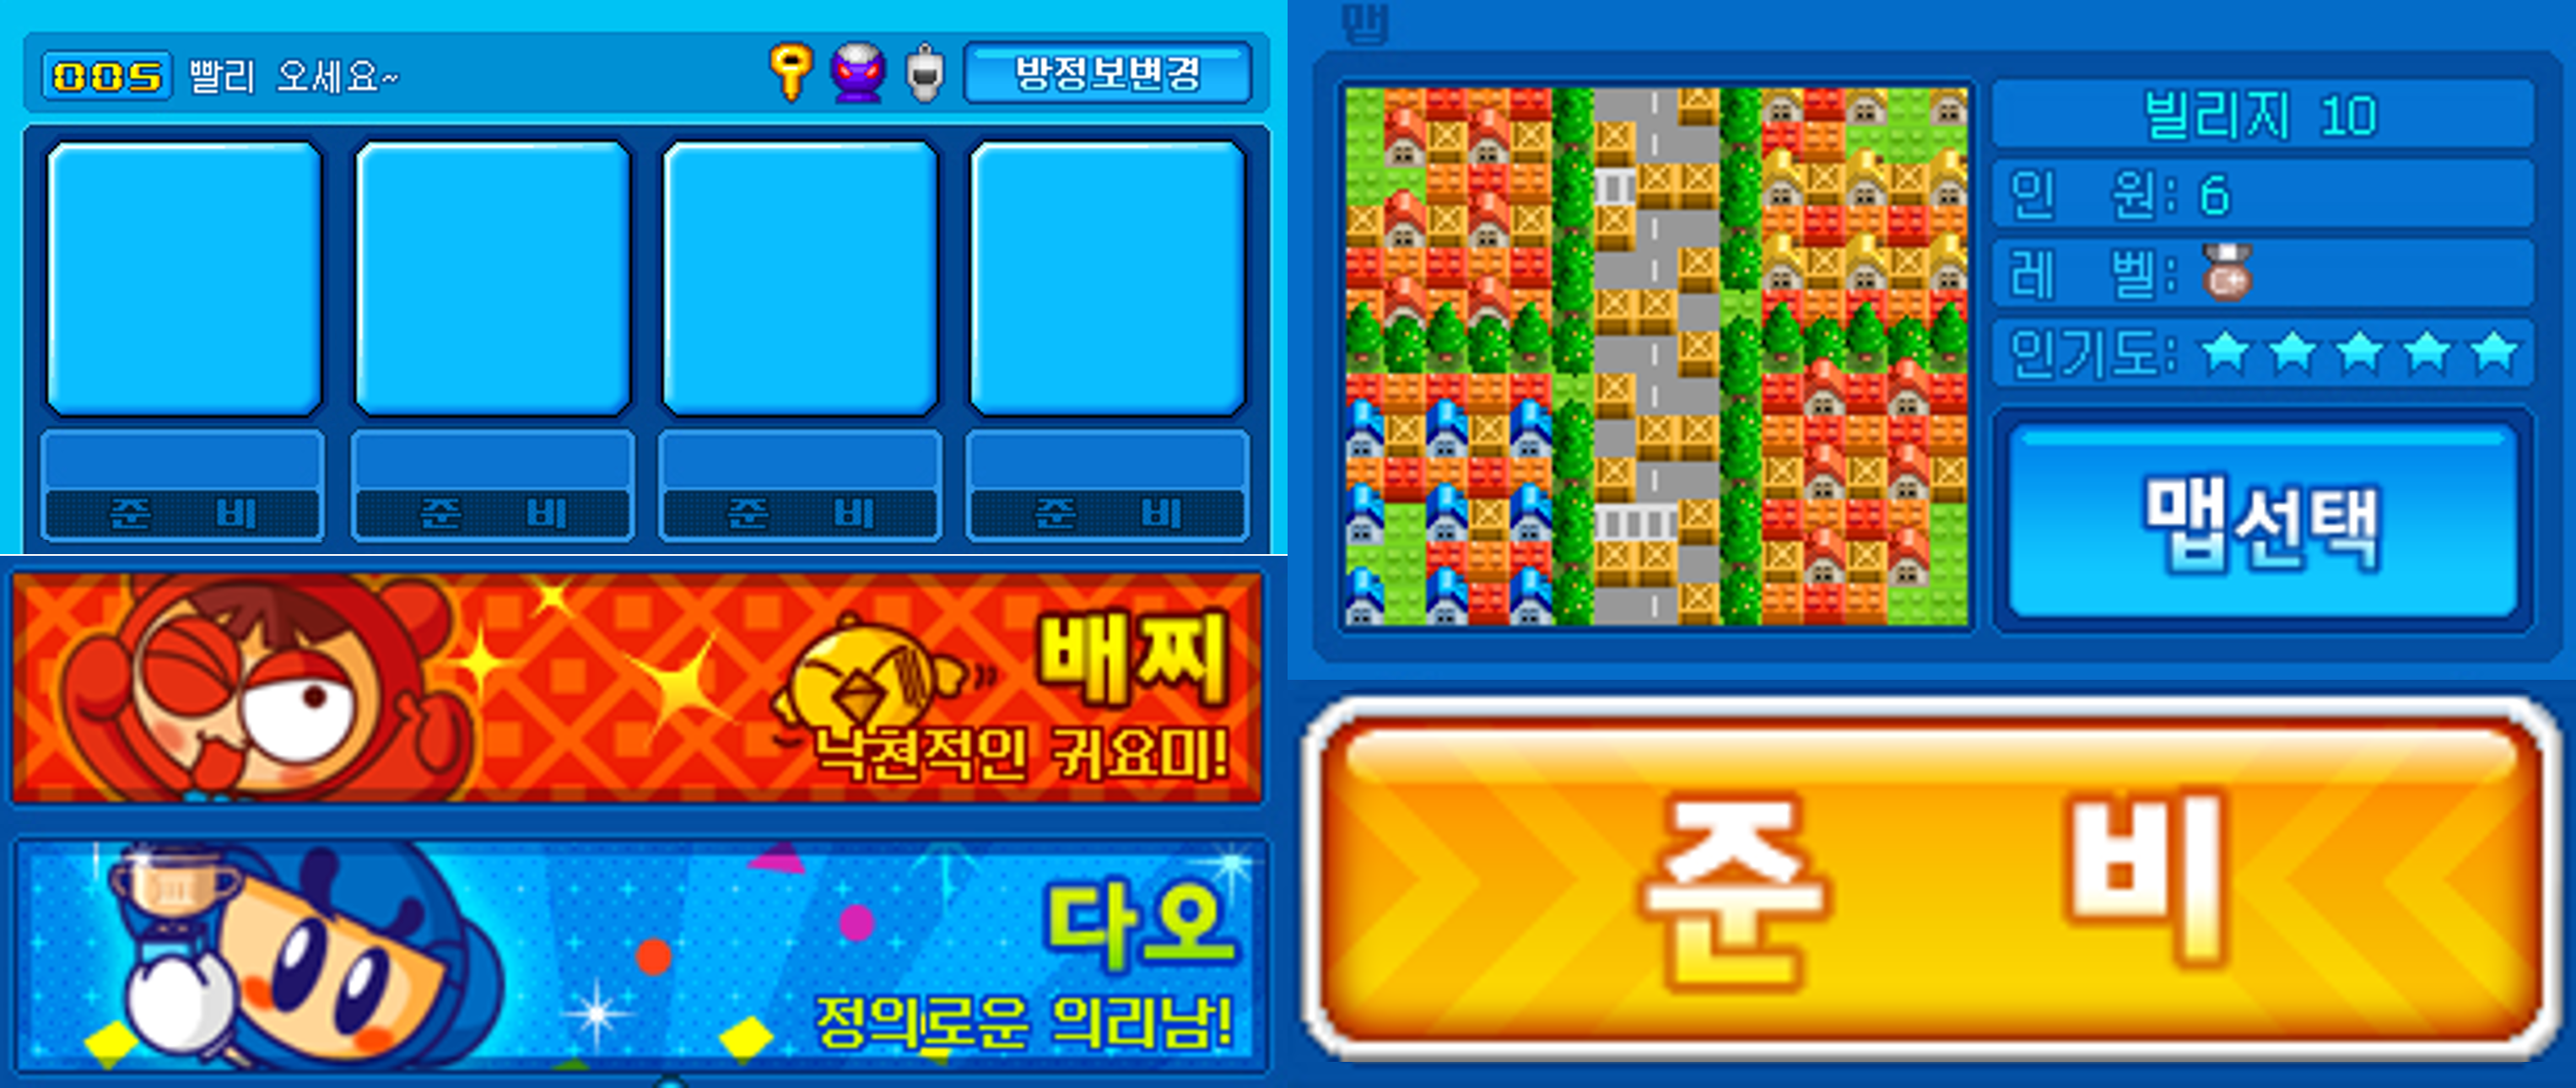 005 빨리 오세요~ 방정보변경
준 비 준 비 준 비 준 비
배찌
낙천적인 귀요미!
다오
정의로운 의리남!
맵
빌리지 10
인 원: 6
레 벨:
인기도:
맵선택
준 비